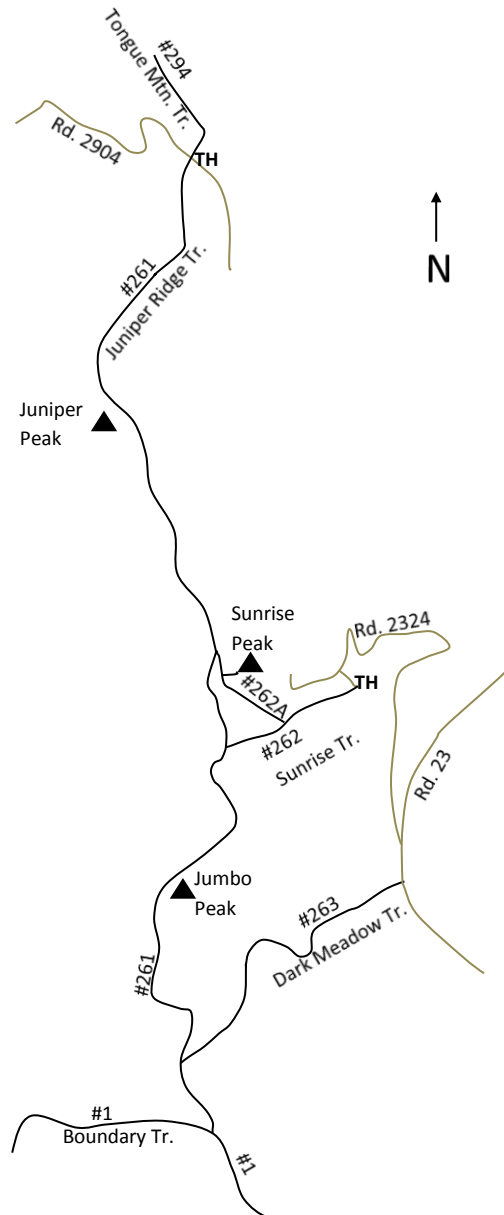 #294
Tongue Mtn. Tr.
Rd. 2904
TH
N
#261
Juniper Ridge Tr.
Juniper
Peak
Sunrise
Peak
Rd. 2324
TH
#262A
#262
Sunrise Tr.
Rd. 23
Jumbo
Peak
#263
Dark Meadow Tr.
#261
#1
Boundary Tr.
#1